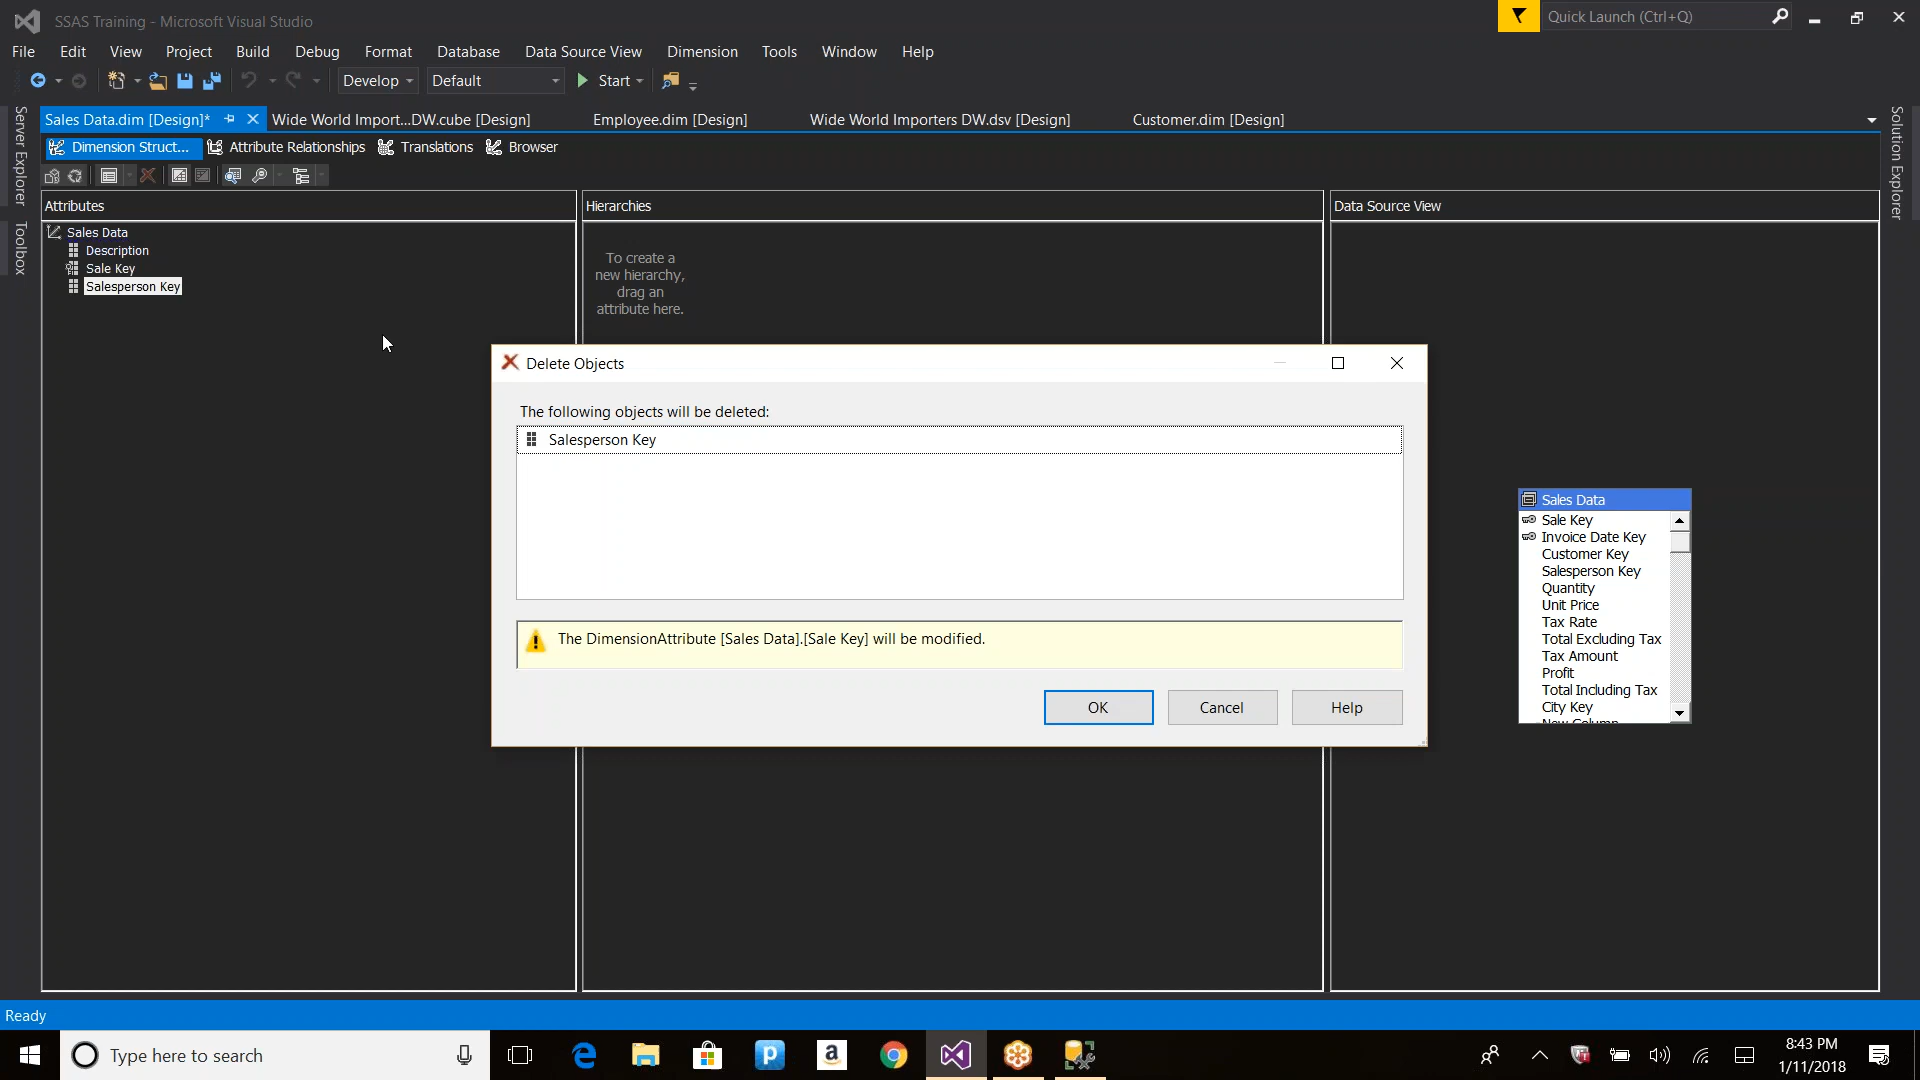 SSAS Training - Microsoft Visual Studio
Quick Launch (Ctrl+Q)
File Edit View Project Build Debug Format Database Data Source View Dimension Tools Window Help
Develop Default Start
Server Explorer
Toolbox
Solution Explorer
Sales Data.dim [Design]* Wide World Import...DW.cube [Design] Employee.dim [Design] Wide World Importers DW.dsv [Design] Customer.dim [Design]
Dimension Struct... Attribute Relationships Translations Browser
Attributes
Sales Data
Description
Sale Key
Salesperson Key
Hierarchies
To create a
new hierarchy,
drag an
attribute here.
Data Source View
Sales Data
Sale Key
Invoice Date Key
Customer Key
Salesperson Key
Quantity
Unit Price
Tax Rate
Total Excluding Tax
Tax Amount
Profit
Total Including Tax
City Key
New Column
Delete Objects
The following objects will be deleted:
Salesperson Key
The DimensionAttribute [Sales Data].[Sale Key] will be modified.
OK Cancel Help
Ready
Type here to search
8:43 PM
1/11/2018